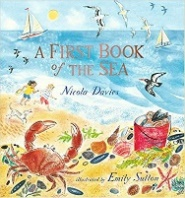 A FIRST BOOK
of the SEA
Nicola Davies
illustrated by Emily Sutton